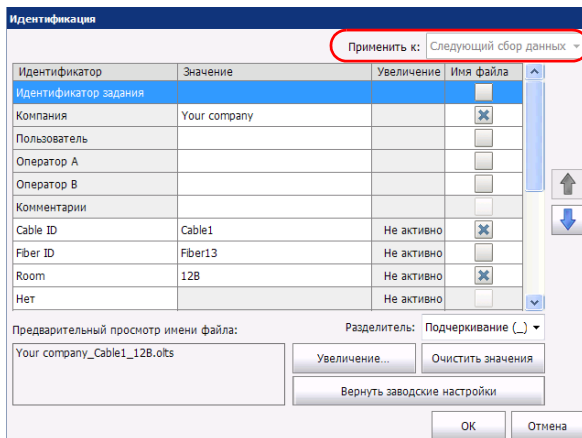 Идентификация
Применить к: Следующий сбор данных
Идентификатор Значение Увеличение Имя файла
Идентификатор задания
Компания Your company
Пользователь
Оператор A
Оператор B
Комментарии
Cable ID Cable1 Не активно
Fiber ID Fiber13 Не активно
Room 12B Не активно
Нет Не активно
Предварительный просмотр имени файла: Разделитель: Подчеркивание (_)
Your company_Cable1_12B.olts
Увеличение... Очистить значения
Вернуть заводские настройки
OK Отмена